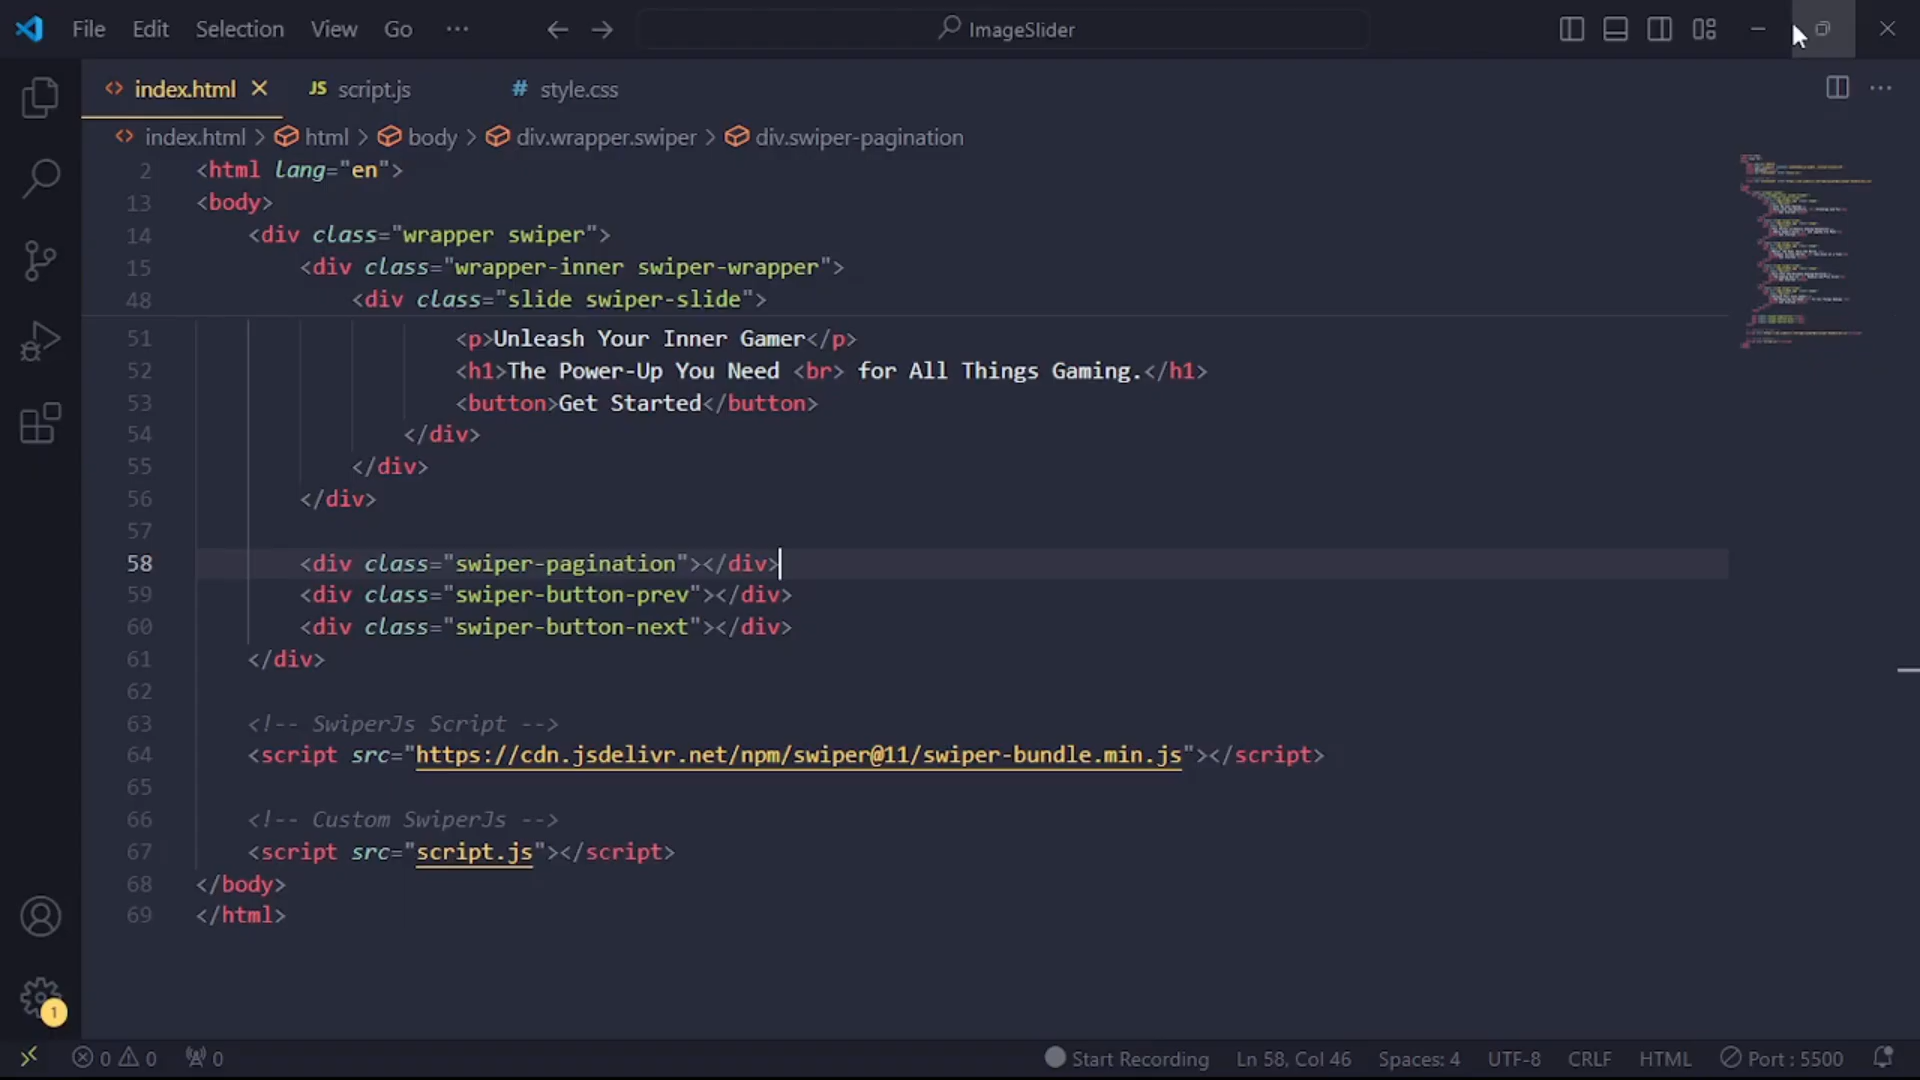 File Edit Selection View Go ··· ImageSlider
index.html JS script.js # style.css
index.html > html > body > div.wrapper.swiper > div.swiper-pagination
2 <html lang="en">
13 <body>
14 <div class="wrapper swiper">
15 <div class="wrapper-inner swiper-wrapper">
48 <div class="slide swiper-slide">
51 <p>Unleash Your Inner Gamer</p>
52 <h1>The Power-Up You Need <br> for All Things Gaming.</h1>
53 <button>Get Started</button>
54 </div>
55 </div>
56 </div>
57
58 <div class="swiper-pagination"></div>
59 <div class="swiper-button-prev"></div>
60 <div class="swiper-button-next"></div>
61 </div>
62
63 <!-- SwiperJs Script -->
64 <script src="https://cdn.jsdelivr.net/npm/swiper@11/swiper-bundle.min.js"></script>
65
66 <!-- Custom SwiperJs -->
67 <script src="script.js"></script>
68 </body>
69 </html>
1
0 0 0 Start Recording Ln 58, Col 46 Spaces: 4 UTF-8 CRLF HTML Port : 5500